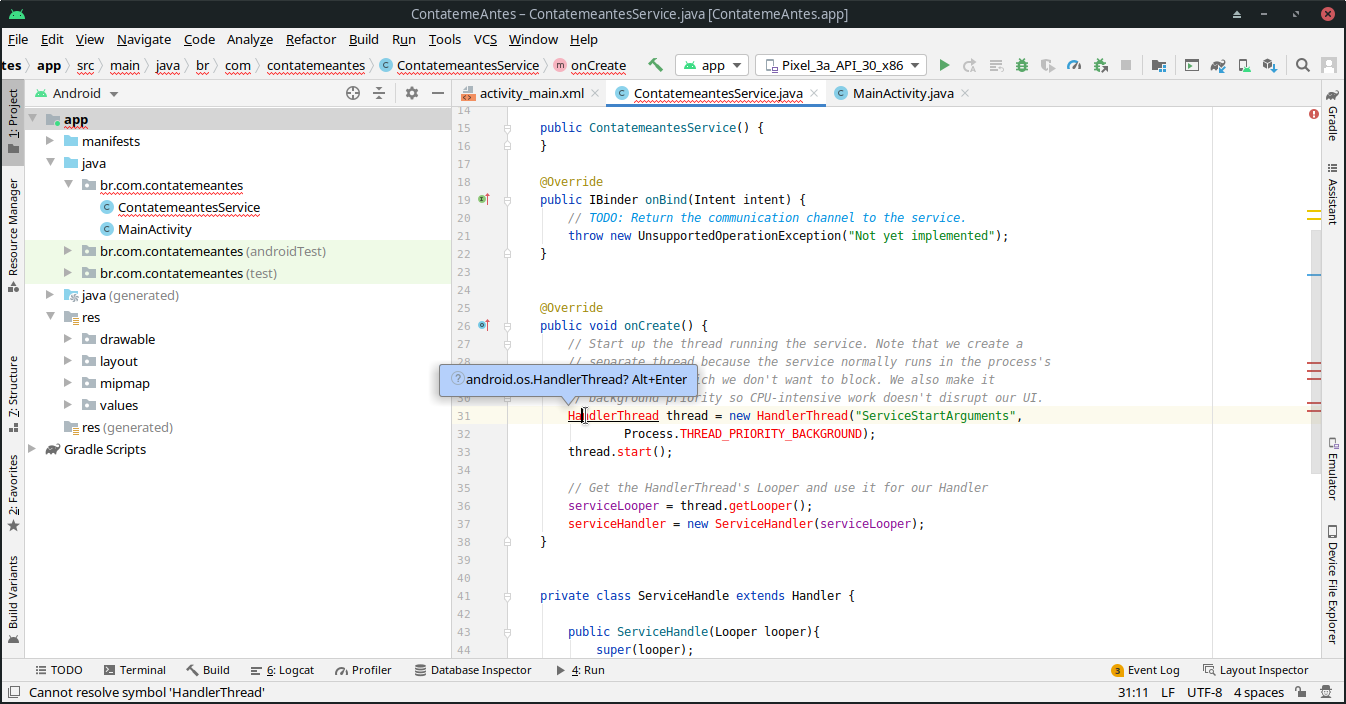 ContatemeAntes – ContatemeantesService.java [ContatemeAntes.app]
File Edit View Navigate Code Analyze Refactor Build Run Tools VCS Window Help
tes app src main java br com contatemeantes ContatemeantesService onCreate app Pixel_3a_API_30_x86
Android
activity_main.xml ContatemeantesService.java MainActivity.java
1: Project
Resource Manager
7: Structure
2: Favorites
Build Variants
app
manifests
java
br.com.contatemeantes
ContatemeantesService
MainActivity
br.com.contatemeantes (androidTest)
br.com.contatemeantes (test)
java (generated)
res
drawable
layout
mipmap
values
res (generated)
Gradle Scripts
14
15 public ContatemeantesService() {
16 }
17
18 @Override
19 public IBinder onBind(Intent intent) {
20 // TODO: Return the communication channel to the service.
21 throw new UnsupportedOperationException("Not yet implemented");
22 }
23
24
25 @Override
26 public void onCreate() {
27 // Start up the thread running the service. Note that we create a
28 // separate thread because the service normally runs in the process's
android.os.HandlerThread? Alt+Enter
ich we don't want to block. We also make it
30 // background priority so CPU-intensive work doesn't disrupt our UI.
31 HandlerThread thread = new HandlerThread("ServiceStartArguments",
32 Process.THREAD_PRIORITY_BACKGROUND);
33 thread.start();
34
35 // Get the HandlerThread's Looper and use it for our Handler
36 serviceLooper = thread.getLooper();
37 serviceHandler = new ServiceHandler(serviceLooper);
38 }
39
40
41 private class ServiceHandle extends Handler {
42
43 public ServiceHandle(Looper looper){
44 super(looper);
Gradle
Assistant
Emulator
Device File Explorer
TODO Terminal Build 6: Logcat Profiler Database Inspector 4: Run 3 Event Log Layout Inspector
Cannot resolve symbol 'HandlerThread' 31:11 LF UTF-8 4 spaces